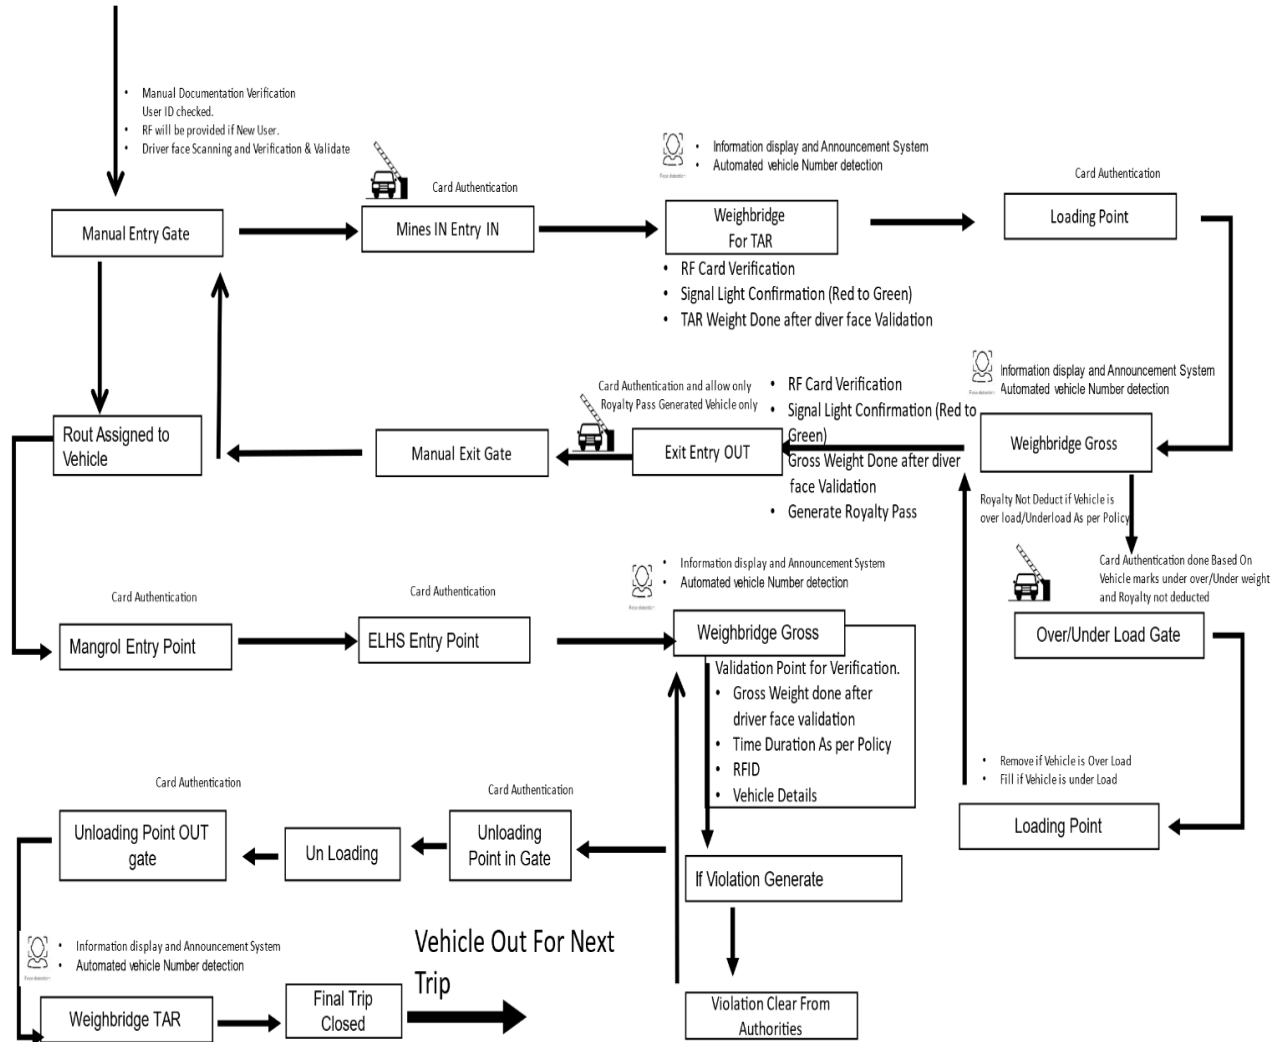 • Manual Documentation Verification
User ID checked.
• RF will be provided if New User.
• Driver face Scanning and Verification & Validate
Manual Entry Gate
Card Authentication
Mines IN Entry IN
• Information display and Announcement System
• Automated vehicle Number detection
Face detection
Weighbridge
For TAR
• RF Card Verification
• Signal Light Confirmation (Red to Green)
• TAR Weight Done after diver face Validation
Card Authentication
Loading Point
Information display and Announcement System
Automated vehicle Number detection
Face detection
Weighbridge Gross
• RF Card Verification
• Signal Light Confirmation (Red to
Green)
Gross Weight Done after diver
face Validation
• Generate Royalty Pass
Card Authentication and allow only
Royalty Pass Generated Vehicle only
Exit Entry OUT
Manual Exit Gate
Rout Assigned to
Vehicle
Royalty Not Deduct if Vehicle is
over load/Underload As per Policy
Card Authentication done Based On
Vehicle marks under over/Under weight
and Royalty not deducted
Over/Under Load Gate
• Remove if Vehicle is Over Load
• Fill if Vehicle is under Load
Loading Point
Card Authentication
Mangrol Entry Point
Card Authentication
ELHS Entry Point
• Information display and Announcement System
• Automated vehicle Number detection
Face detection
Weighbridge Gross
Validation Point for Verification.
• Gross Weight done after
driver face validation
• Time Duration As per Policy
• RFID
• Vehicle Details
If Violation Generate
Violation Clear From
Authorities
Card Authentication
Unloading
Point in Gate
Un Loading
Card Authentication
Unloading Point OUT
gate
• Information display and Announcement System
• Automated vehicle Number detection
Face detection
Weighbridge TAR
Final Trip
Closed
Vehicle Out For Next
Trip